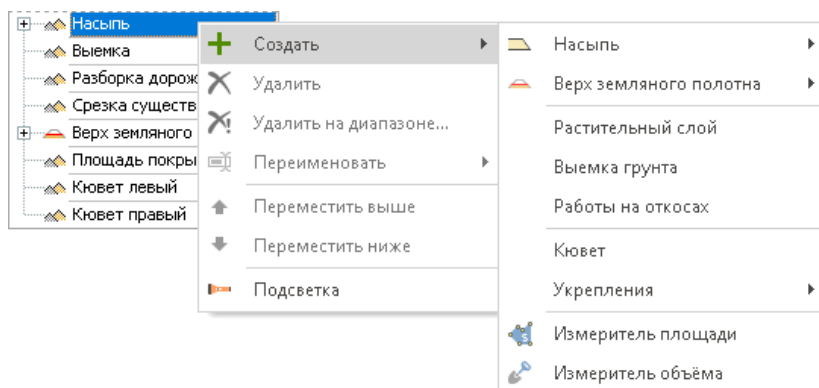 Насыпь
Выемка
Разборка дорож
Срезка существ
Верх земляного
Площадь покры
Кювет левый
Кювет правый
Создать
Удалить
Удалить на диапазоне...
Переименовать
Переместить выше
Переместить ниже
Подсветка
Насыпь
Верх земляного полотна
Растительный слой
Выемка грунта
Работы на откосах
Кювет
Укрепления
Измеритель площади
Измеритель объёма